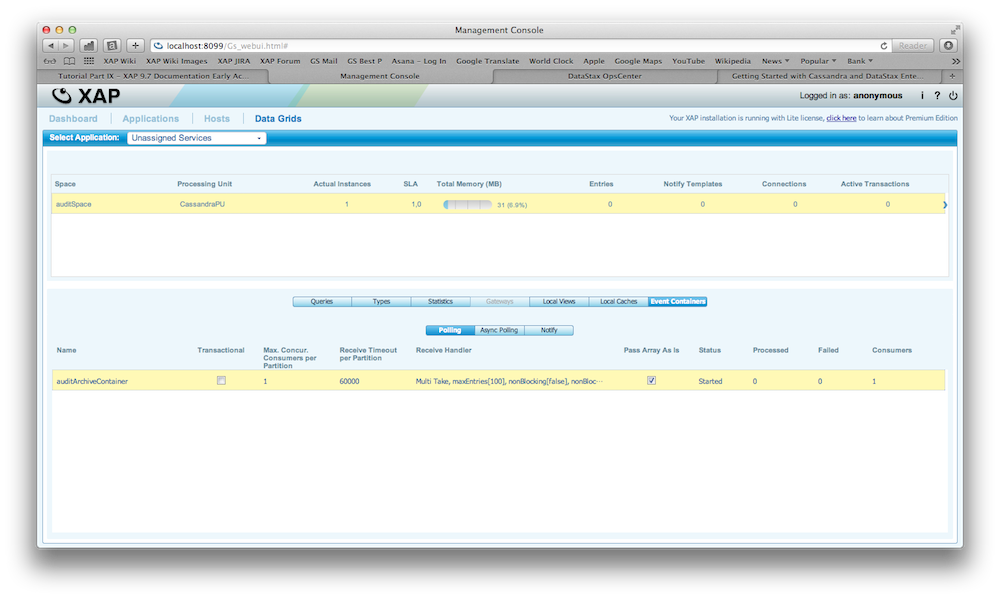 Management Console
localhost:8099/Gs_webui.html#
Reader
XAP Wiki XAP Wiki Images XAP JIRA XAP Forum GS Mail GS Best P Asana – Log In Google Translate World Clock Apple Google Maps YouTube Wikipedia News Popular Bank
Tutorial Part IX – XAP 9.7 Documentation Early Ac... Management Console DataStax OpsCenter Getting Started with Cassandra and DataStax Ente...
XAP Logged in as: anonymous i ?
Dashboard Applications Hosts Data Grids Your XAP installation is running with Lite license, click here to learn about Premium Edition
Select Application: Unassigned Services
Space Processing Unit Actual Instances SLA Total Memory (MB) Entries Notify Templates Connections Active Transactions
auditSpace CassandraPU 1 1,0 31 (6.9%) 0 0 0 0
Queries Types Statistics Gateways Local Views Local Caches Event Containers
Polling Async Polling Notify
Name Transactional Max. Concur. Consumers per Partition Receive Timeout per Partition Receive Handler Pass Array As Is Status Processed Failed Consumers
auditArchiveContainer 1 60000 Multi Take, maxEntries[100], nonBlocking[false], nonBloc... Started 0 0 1